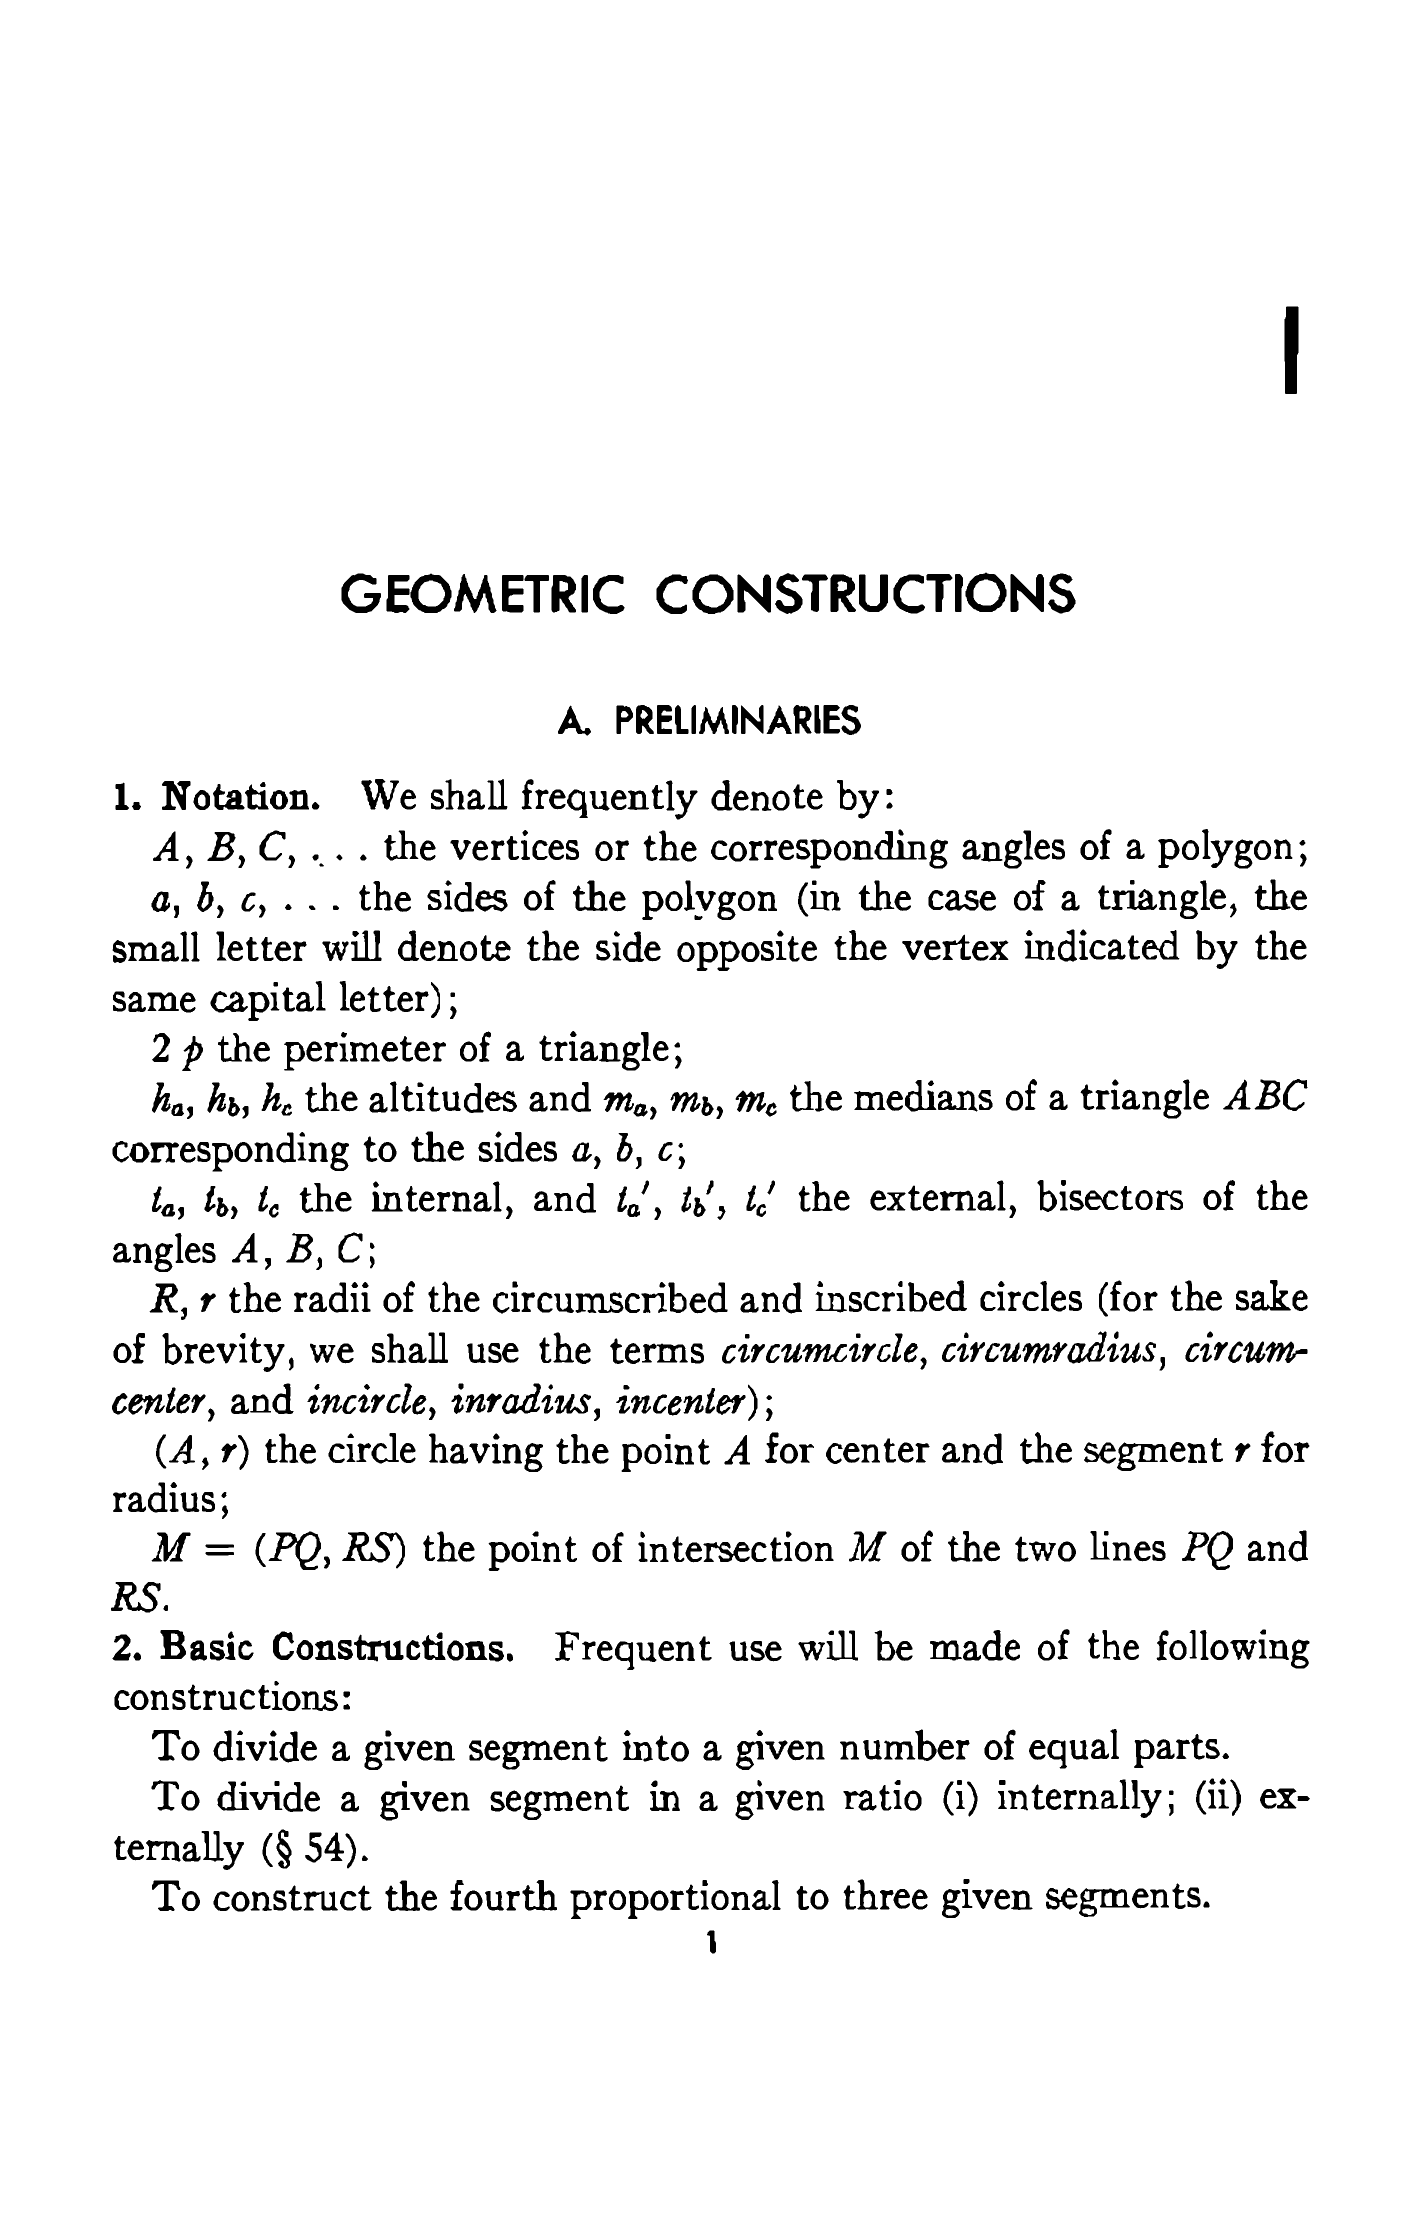 I
GEOMETRIC CONSTRUCTIONS
A. PRELIMINARIES
1. Notation. We shall frequently denote by:
A, B, C, . . . the vertices or the corresponding angles of a polygon;
a, b, c, . . . the sides of the polygon (in the case of a triangle, the
small letter will denote the side opposite the vertex indicated by the
same capital letter);
2 p the perimeter of a triangle;
hₐ, h_b, h_c the altitudes and mₐ, m_b, m_c the medians of a triangle ABC
corresponding to the sides a, b, c;
tₐ, t_b, t_c the internal, and tₐ′, t_b′, t_c′ the external, bisectors of the
angles A, B, C;
R, r the radii of the circumscribed and inscribed circles (for the sake
of brevity, we shall use the terms circumcircle, circumradius, circum-
center, and incircle, inradius, incenter);
(A, r) the circle having the point A for center and the segment r for
radius;
M = (PQ, RS) the point of intersection M of the two lines PQ and
RS.
2. Basic Constructions. Frequent use will be made of the following
constructions:
To divide a given segment into a given number of equal parts.
To divide a given segment in a given ratio (i) internally; (ii) ex-
ternally (§ 54).
To construct the fourth proportional to three given segments.
1